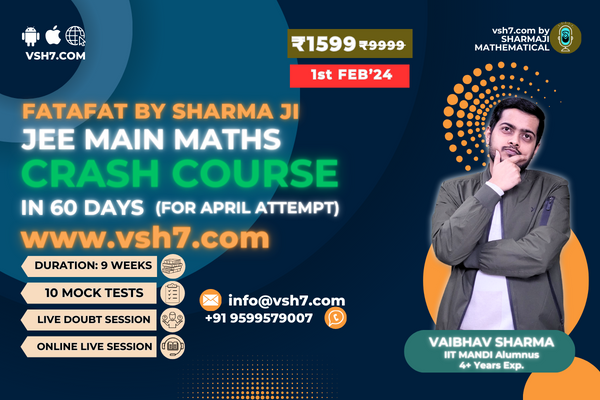 VSH7.COM
vsh7.com by
SHARMAJI
MATHEMATICAL
₹1599 ₹9999
1st FEB'24
FATAFAT BY SHARMA JI
JEE MAIN MATHS
CRASH COURSE
IN 60 DAYS (FOR APRIL ATTEMPT)
www.vsh7.com
DURATION: 9 WEEKS
10 MOCK TESTS
LIVE DOUBT SESSION
ONLINE LIVE SESSION
info@vsh7.com
+91 9599579007
VAIBHAV SHARMA
IIT MANDI Alumnus
4+ Years Exp.